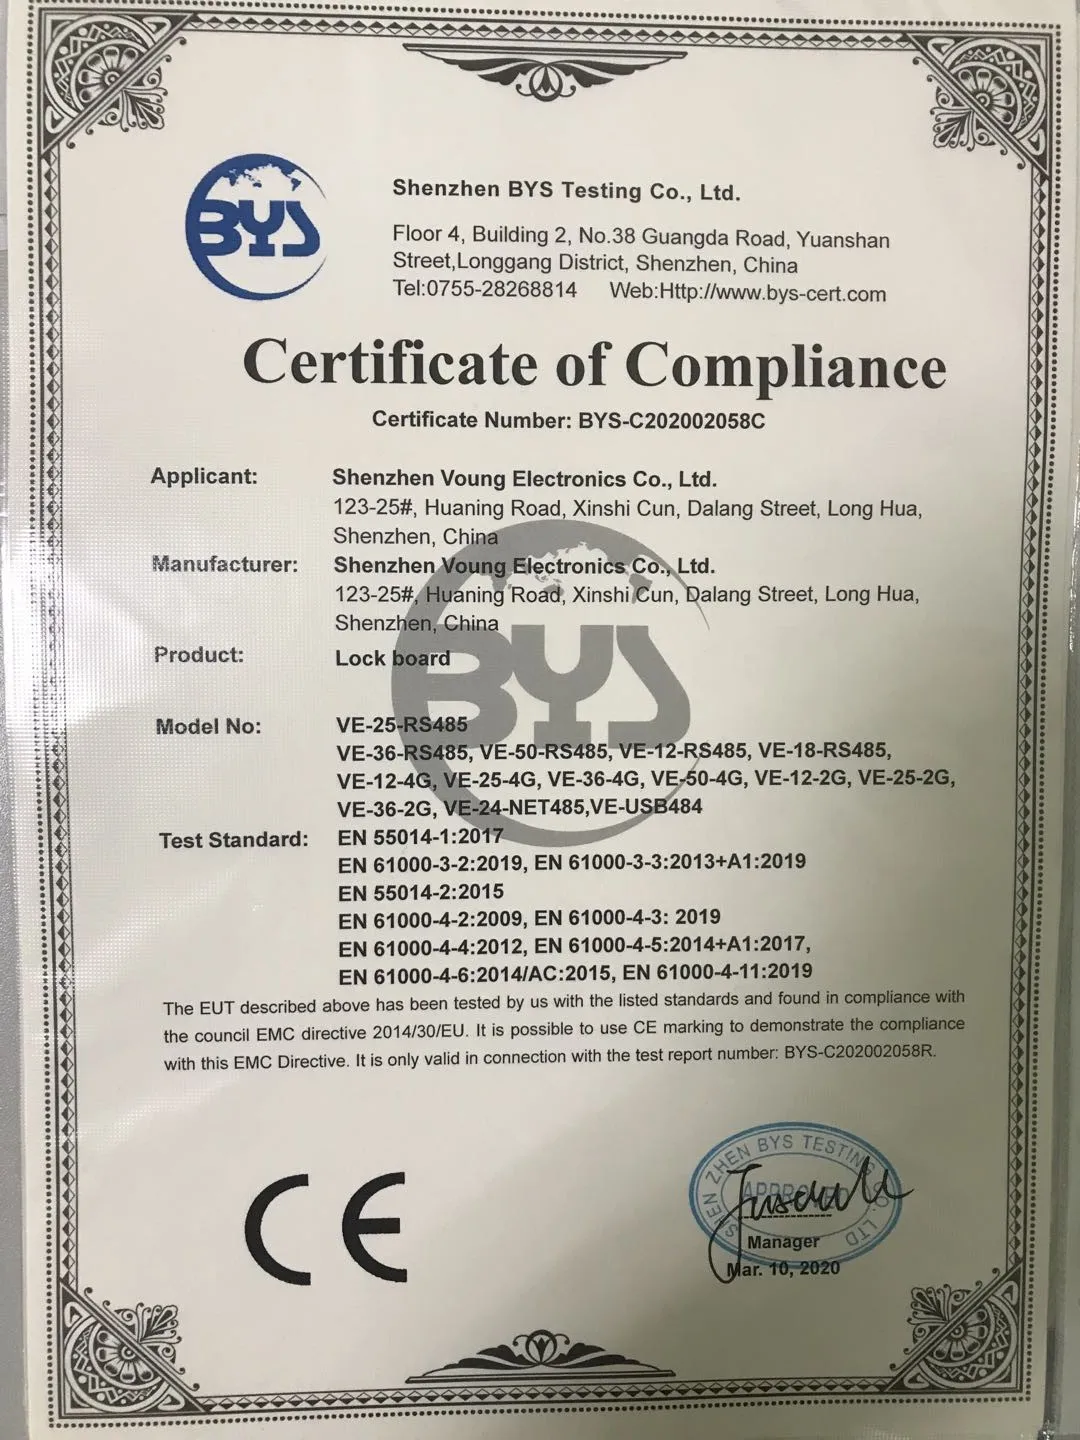 BYS
Shenzhen BYS Testing Co., Ltd.
Floor 4, Building 2, No.38 Guangda Road, Yuanshan
Street,Longgang District, Shenzhen, China
Tel:0755-28268814 Web:Http://www.bys-cert.com
Certificate of Compliance
Certificate Number: BYS-C202002058C
Applicant: Shenzhen Voung Electronics Co., Ltd.
123-25#, Huaning Road, Xinshi Cun, Dalang Street, Long Hua,
Shenzhen, China
Manufacturer: Shenzhen Voung Electronics Co., Ltd.
123-25#, Huaning Road, Xinshi Cun, Dalang Street, Long Hua,
Shenzhen, China
Product: Lock board
BYS
Model No: VE-25-RS485
VE-36-RS485, VE-50-RS485, VE-12-RS485, VE-18-RS485,
VE-12-4G, VE-25-4G, VE-36-4G, VE-50-4G, VE-12-2G, VE-25-2G,
VE-36-2G, VE-24-NET485,VE-USB484
Test Standard: EN 55014-1:2017
EN 61000-3-2:2019, EN 61000-3-3:2013+A1:2019
EN 55014-2:2015
EN 61000-4-2:2009, EN 61000-4-3: 2019
EN 61000-4-4:2012, EN 61000-4-5:2014+A1:2017,
EN 61000-4-6:2014/AC:2015, EN 61000-4-11:2019
The EUT described above has been tested by us with the listed standards and found in compliance with
the council EMC directive 2014/30/EU. It is possible to use CE marking to demonstrate the compliance
with this EMC Directive. It is only valid in connection with the test report number: BYS-C202002058R.
CE
SHEN ZHEN BYS TESTING CO. LTD
APPROVED
Manager
Mar. 10, 2020